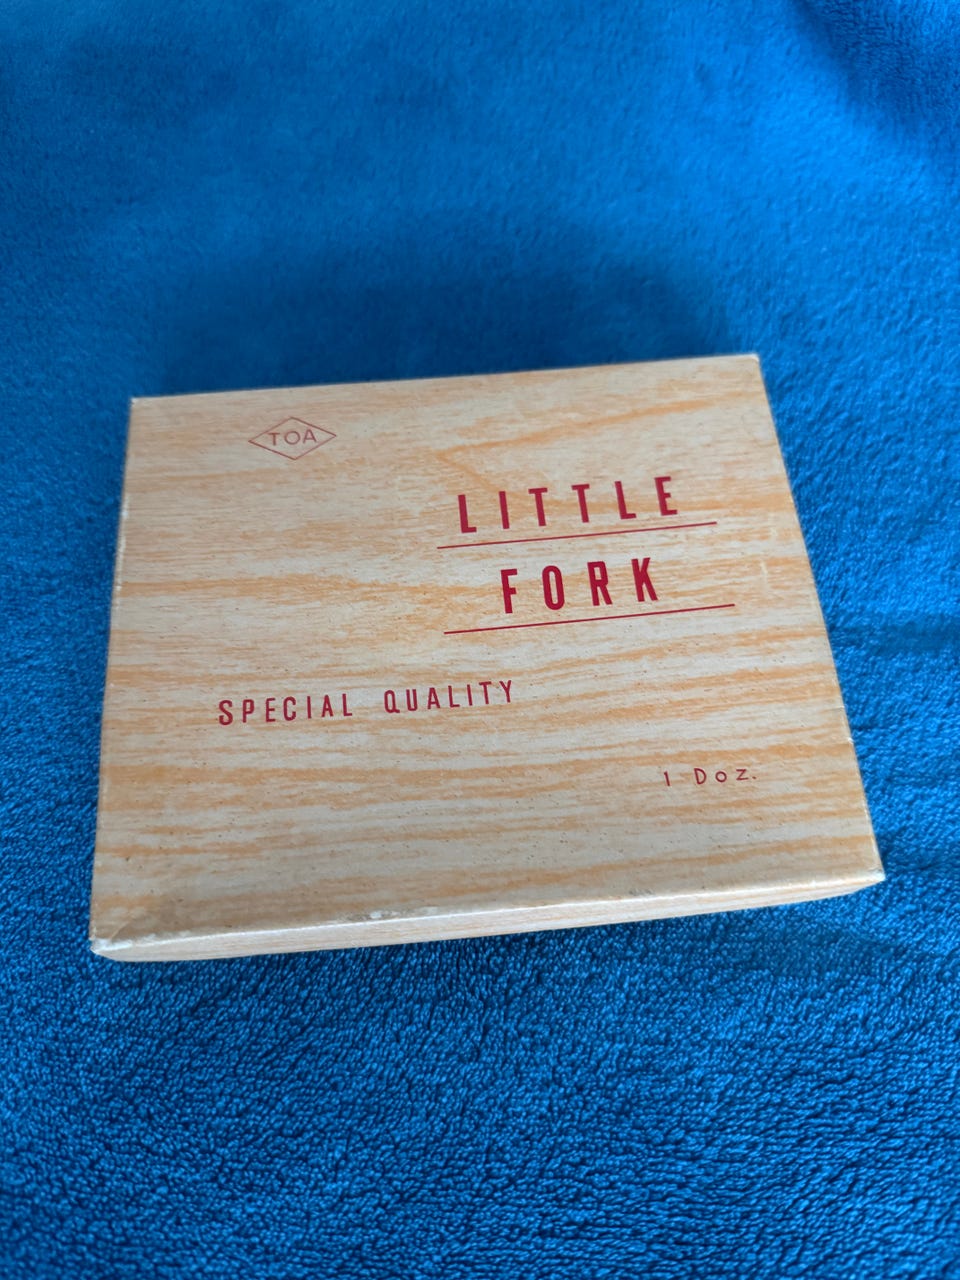 TOA
LITTLE
FORK
SPECIAL QUALITY
1 Doz.